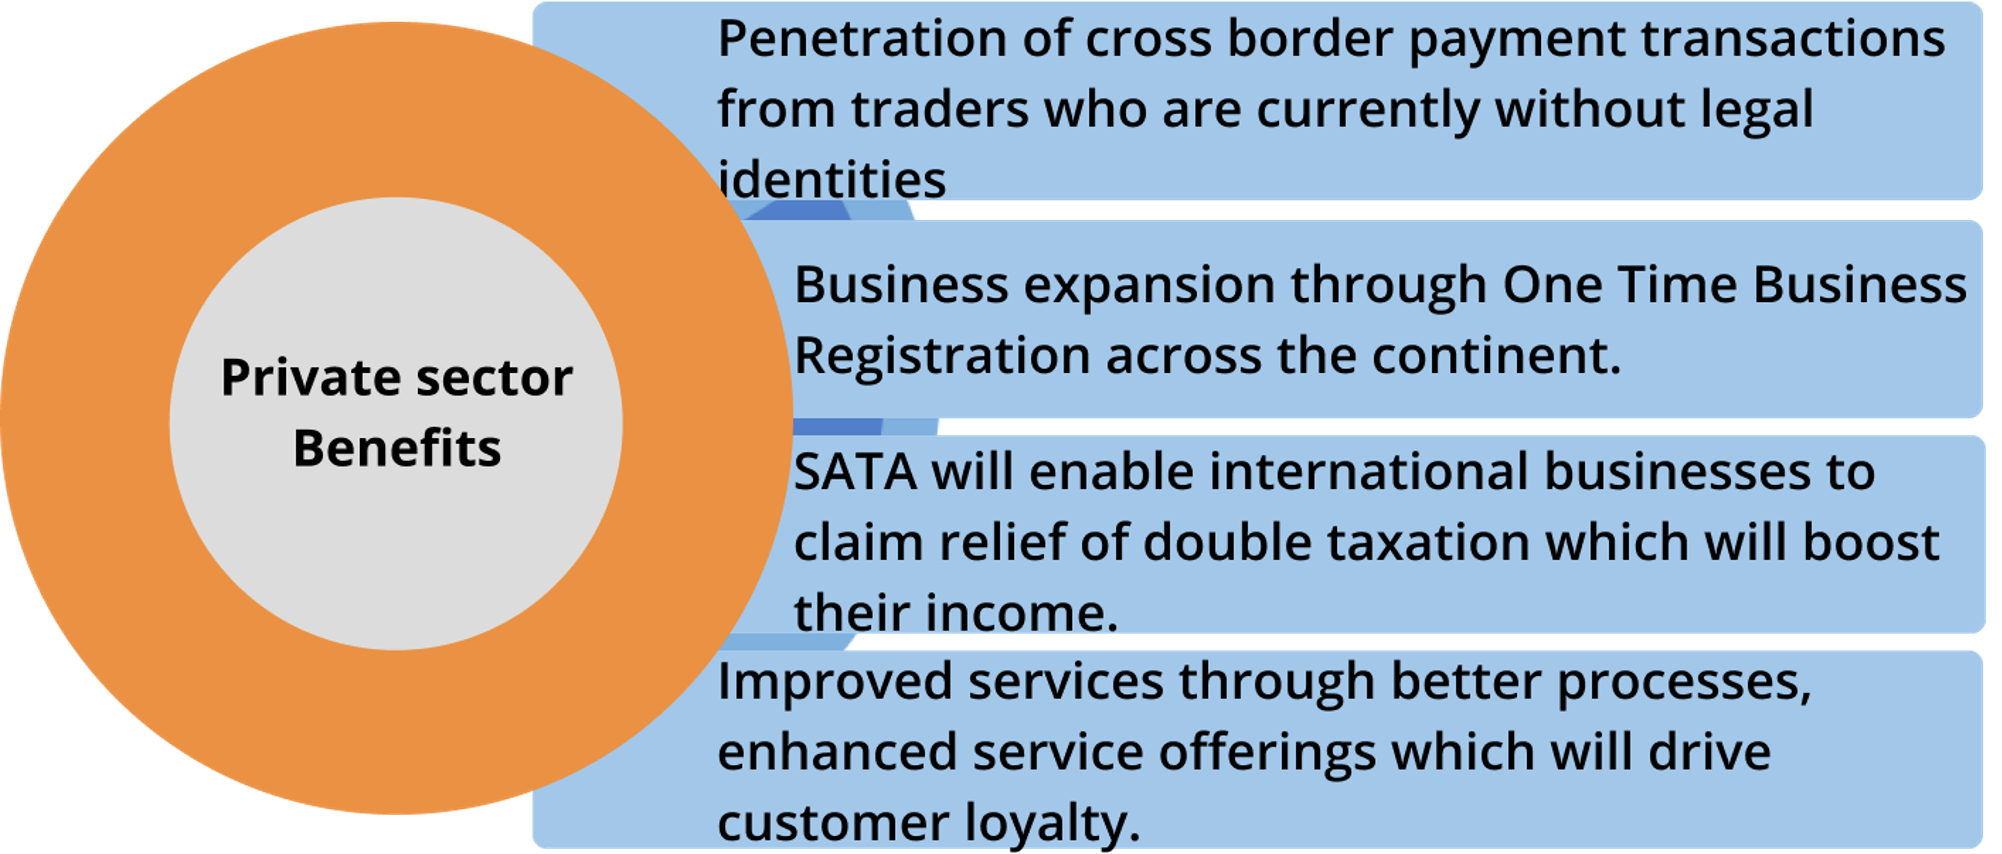 Private sector
Benefits
Penetration of cross border payment transactions
from traders who are currently without legal
identities
Business expansion through One Time Business
Registration across the continent.
SATA will enable international businesses to
claim relief of double taxation which will boost
their income.
Improved services through better processes,
enhanced service offerings which will drive
customer loyalty.